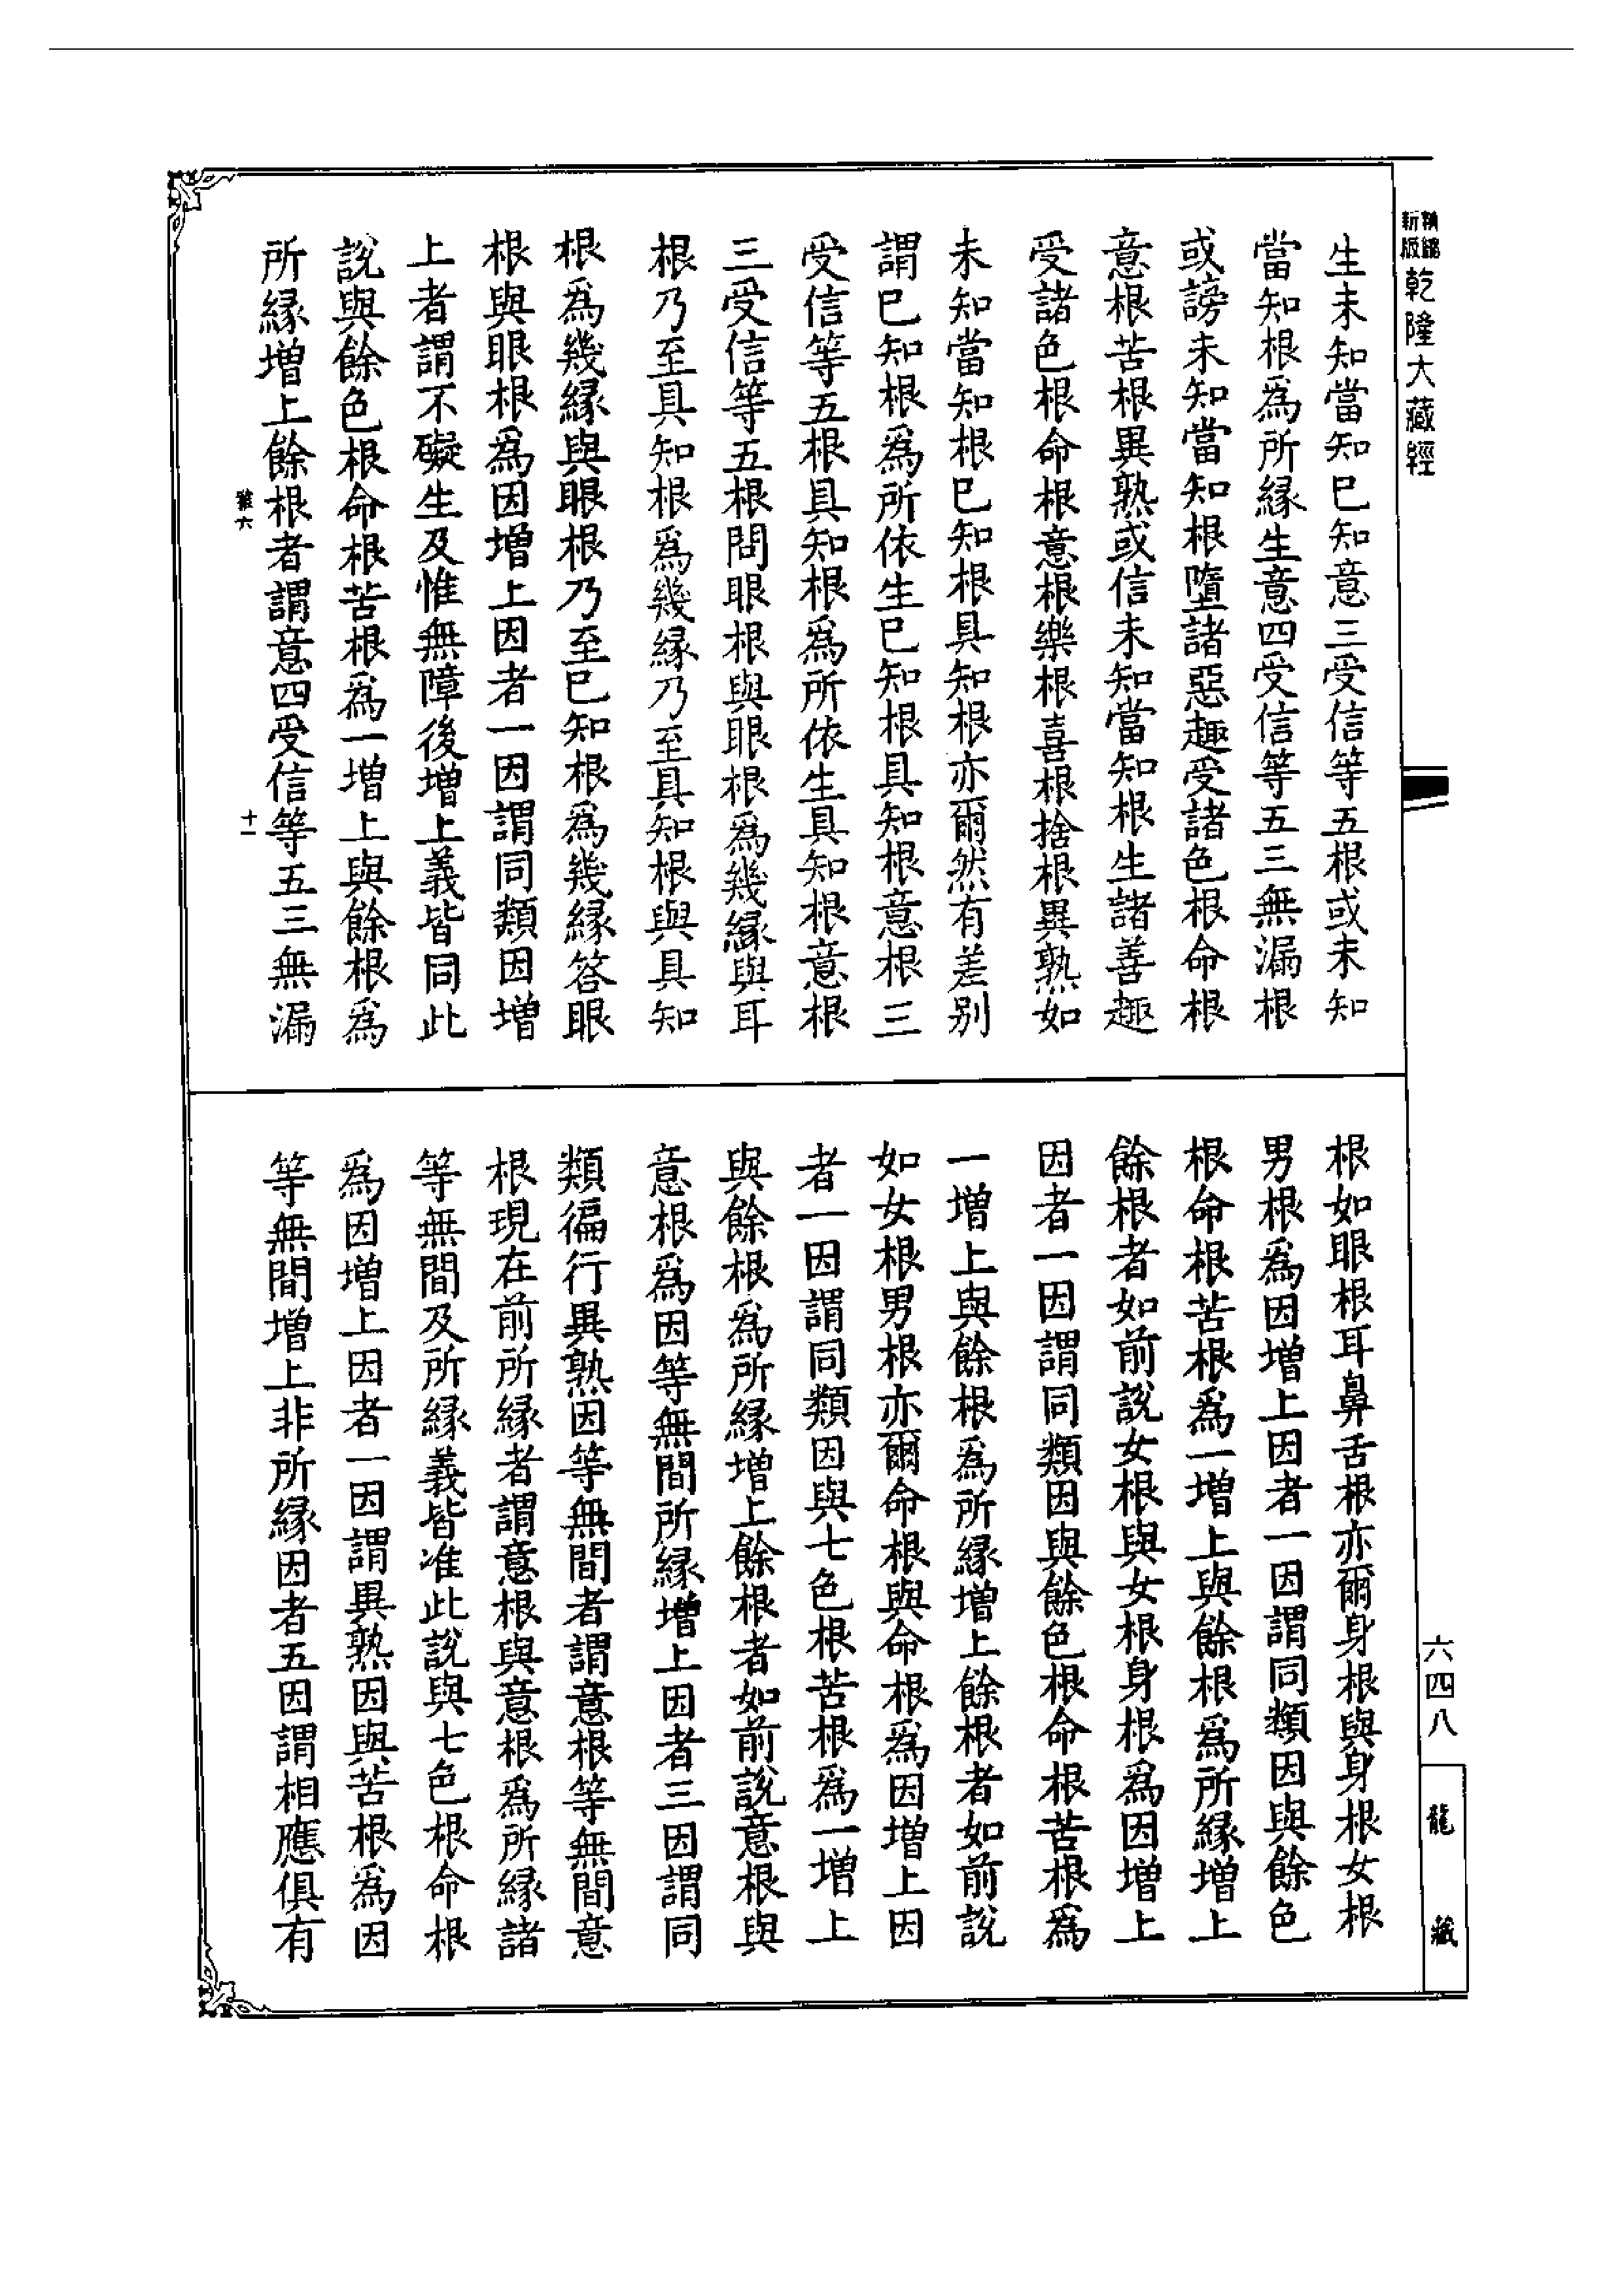 精編
新版
乾隆大藏經
生未知當知巳知意三受信等五根或未知
當知根爲所緣生意四受信等五三無漏根
或謗未知當知根墮諸惡趣受諸色根命根
意根苦根異熟或信未知當知根生諸善趣
受諸色根命根意根樂根喜根捨根異熟如
未知當知根巳知根具知根亦爾然有差別
謂巳知根爲所依生巳知根具知根意根三
受信等五根具知根爲所依生具知根意根
三受信等五根問眼根與眼根爲幾緣與耳
根乃至具知根爲幾緣乃至具知根與具知
根爲幾緣與眼根乃至巳知根爲幾緣答眼
根與眼根爲因增上因者一因謂同類因增
上者謂不礙生及惟無障後增上義皆同此
說與餘色根命根苦根爲一增上與餘根爲
所緣增上餘根者謂意四受信等五三無漏
雜六
十一
根如眼根耳鼻舌根亦爾身根與身根女根
男根爲因增上因者一因謂同類因與餘色
根命根苦根爲一增上與餘根爲所緣增上
餘根者如前說女根與女根身根爲因增上
因者一因謂同類因與餘色根命根苦根爲
一增上與餘根爲所緣增上餘根者如前說
如女根男根亦爾命根與命根爲因增上因
者一因謂同類因與七色根苦根爲一增上
與餘根爲所緣增上餘根者如前說意根與
意根爲因等無間所緣增上因者三因謂同
類徧行異熟因等無間者謂意根等無間意
根現在前所緣者謂意根與意根爲所緣諸
等無間及所緣義皆准此說與七色根命根
爲因增上因者一因謂異熟因與苦根爲因
等無間增上非所緣因者五因謂相應俱有
六四八
龍藏